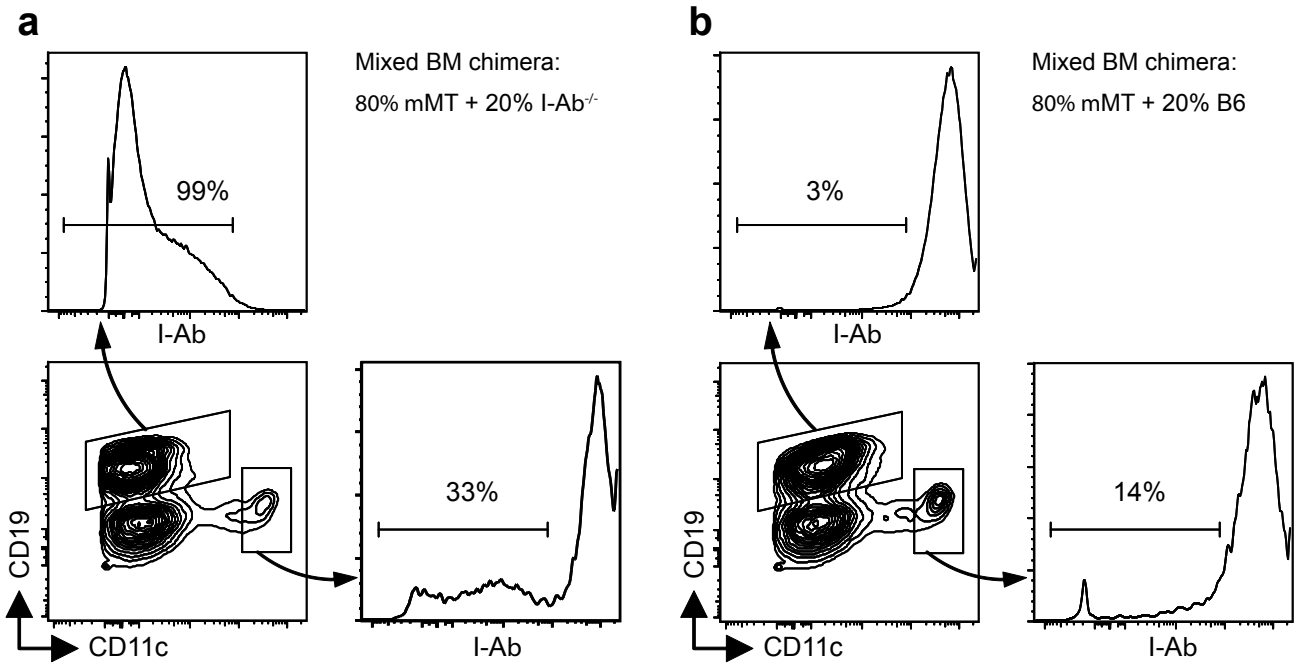 a
Mixed BM chimera:
80% mMT + 20% I-Ab-/-
99%
I-Ab
33%
CD19
CD11c
I-Ab
b
Mixed BM chimera:
80% mMT + 20% B6
3%
I-Ab
14%
CD19
CD11c
I-Ab